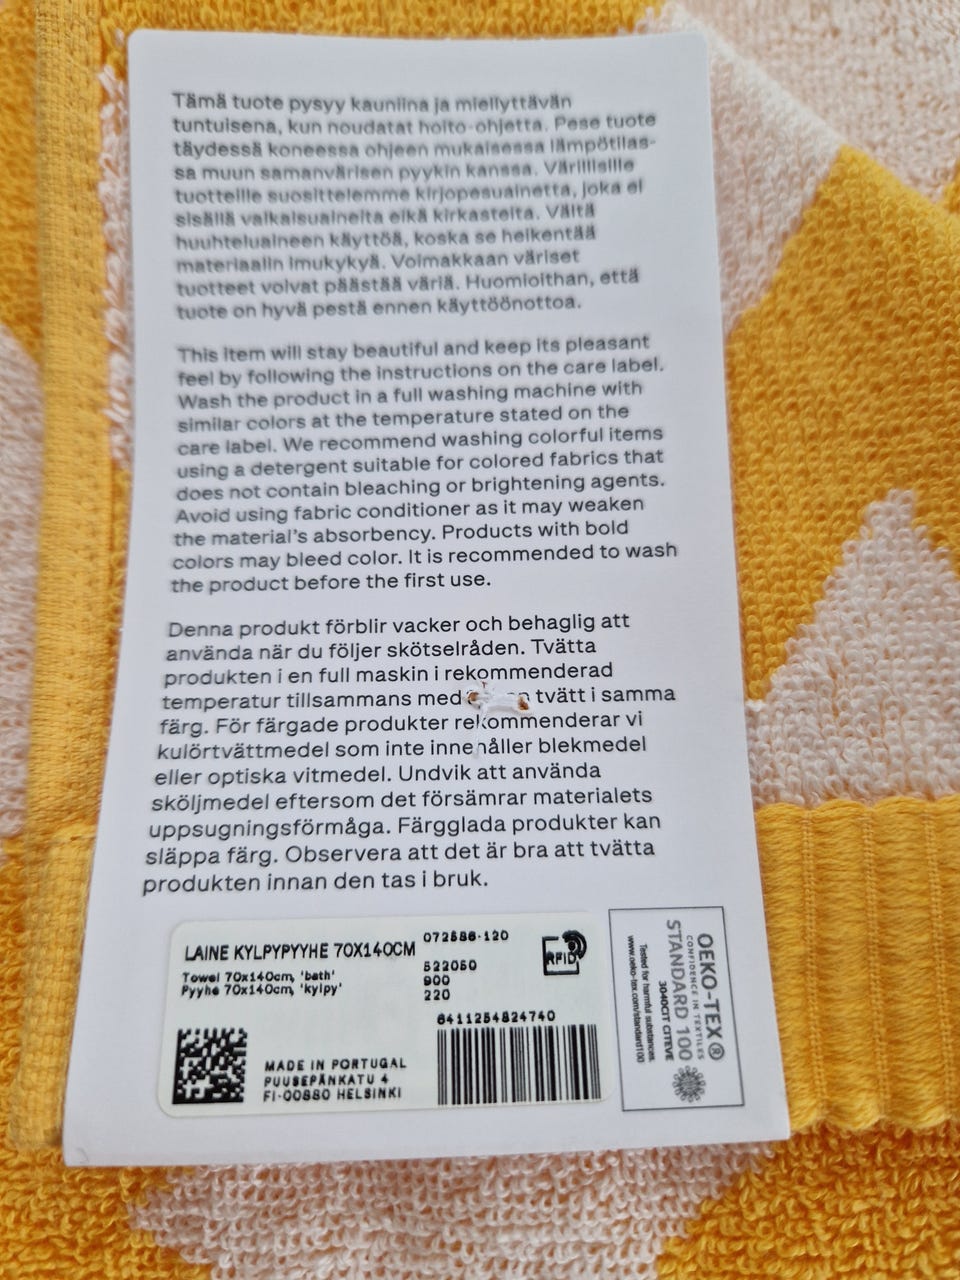 Tämä tuote pysyy kauniina ja miellyttävän
tuntuisena, kun noudatat hoito-ohjetta. Pese tuote
täydessä koneessa ohjeen mukaisessa lämpötilas-
sa muun samanvärisen pyykin kanssa. Värillisille
tuotteille suosittelemme kirjopesuainetta, joka ei
sisällä valkaisuaineita eikä kirkasteita. Vältä
huuhteluaineen käyttöä, koska se heikentää
materiaalin imukykyä. Voimakkaan väriset
tuotteet voivat päästää väriä. Huomioithan, että
tuote on hyvä pestä ennen käyttöönottoa.
This item will stay beautiful and keep its pleasant
feel by following the instructions on the care label.
Wash the product in a full washing machine with
similar colors at the temperature stated on the
care label. We recommend washing colorful items
using a detergent suitable for colored fabrics that
does not contain bleaching or brightening agents.
Avoid using fabric conditioner as it may weaken
the material's absorbency. Products with bold
colors may bleed color. It is recommended to wash
the product before the first use.
Denna produkt förblir vacker och behaglig att
använda när du följer skötselråden. Tvätta
produkten i en full maskin i rekommenderad
temperatur tillsammans med tvätt i samma
färg. För färgade produkter rekommenderar vi
kulörtvättmedel som inte innehåller blekmedel
eller optiska vitmedel. Undvik att använda
sköljmedel eftersom det försämrar materialets
uppsugningsförmåga. Färgglada produkter kan
släppa färg. Observera att det är bra att tvätta
produkten innan den tas i bruk.
LAINE KYLPYPYYHE 70X140CM
Towel 70x140cm, 'bath'
Pyyhe 70x140cm, 'kylpy'
072586-120
522050
900
220
RFID
6411254824740
MADE IN PORTUGAL
PUUSEPÄNKATU 4
FI-00880 HELSINKI
OEKO-TEX®
CONFIDENCE IN TEXTILES
STANDARD 100
3040CIT CITEVE
Tested for harmful substances.
www.oeko-tex.com/standard100